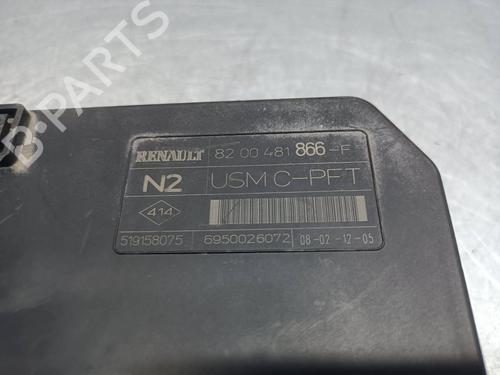 B-PARTS
RENAULT 82 00 481 866 -F
N2 USM C-PFT
414
519158075 6950026072 08-02-12-05